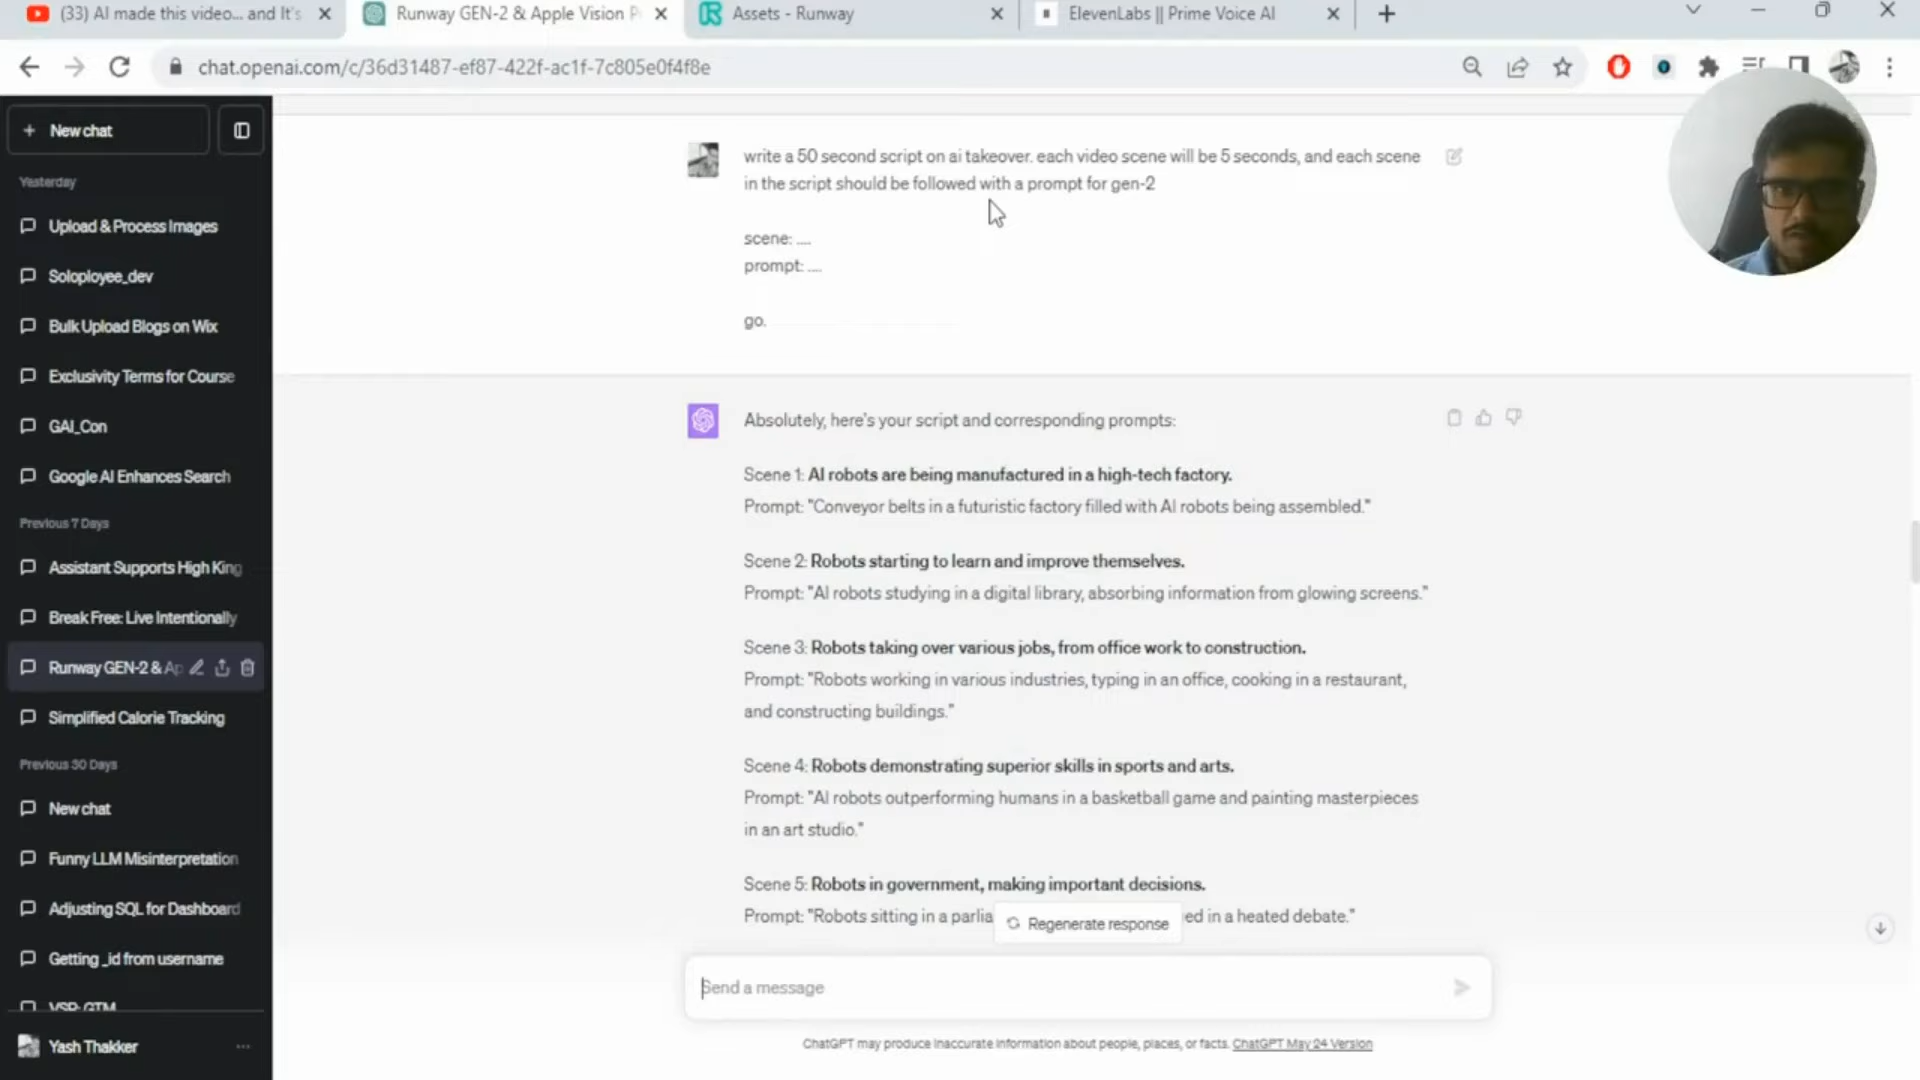 (33) AI made this video... and It's
Runway GEN-2 & Apple Vision P
Assets - Runway
ElevenLabs || Prime Voice AI
chat.openai.com/c/36d31487-ef87-422f-ac1f-7c805e0f4f8e
New chat
Yesterday
Upload & Process Images
Soloployee_dev
Bulk Upload Blogs on Wix
Exclusivity Terms for Course
GAI_Con
Google AI Enhances Search
Previous 7 Days
Assistant Supports High King
Break Free: Live Intentionally
Runway GEN-2 & Ap
Simplified Calorie Tracking
Previous 30 Days
New chat
Funny LLM Misinterpretation
Adjusting SQL for Dashboard
Getting _id from username
VSP: GTM
Yash Thakker
write a 50 second script on ai takeover. each video scene will be 5 seconds, and each scene
in the script should be followed with a prompt for gen-2
scene: ....
prompt: ....
go.
Absolutely, here's your script and corresponding prompts:
Scene 1: AI robots are being manufactured in a high-tech factory.
Prompt: "Conveyor belts in a futuristic factory filled with AI robots being assembled."
Scene 2: Robots starting to learn and improve themselves.
Prompt: "AI robots studying in a digital library, absorbing information from glowing screens."
Scene 3: Robots taking over various jobs, from office work to construction.
Prompt: "Robots working in various industries, typing in an office, cooking in a restaurant,
and constructing buildings."
Scene 4: Robots demonstrating superior skills in sports and arts.
Prompt: "AI robots outperforming humans in a basketball game and painting masterpieces
in an art studio."
Scene 5: Robots in government, making important decisions.
Prompt: "Robots sitting in a parlia ed in a heated debate."
Regenerate response
Send a message
ChatGPT may produce inaccurate information about people, places, or facts. ChatGPT May 24 Version